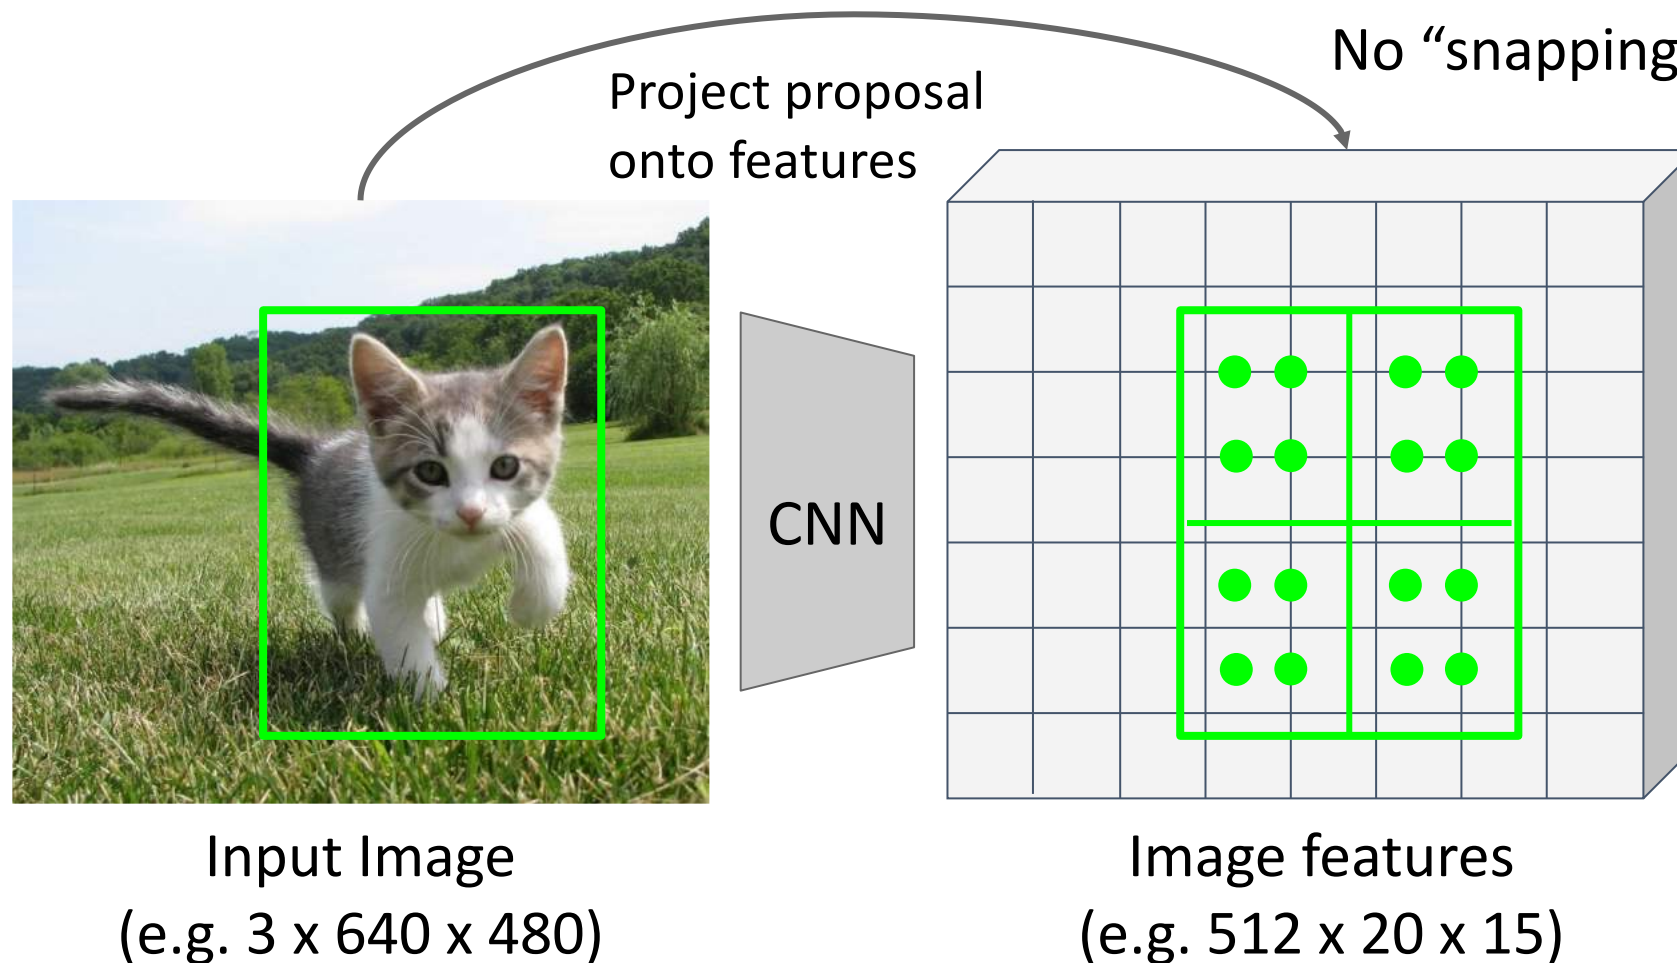 No “snapping
Project proposal
onto features
CNN
Input Image
(e.g. 3 x 640 x 480)
Image features
(e.g. 512 x 20 x 15)